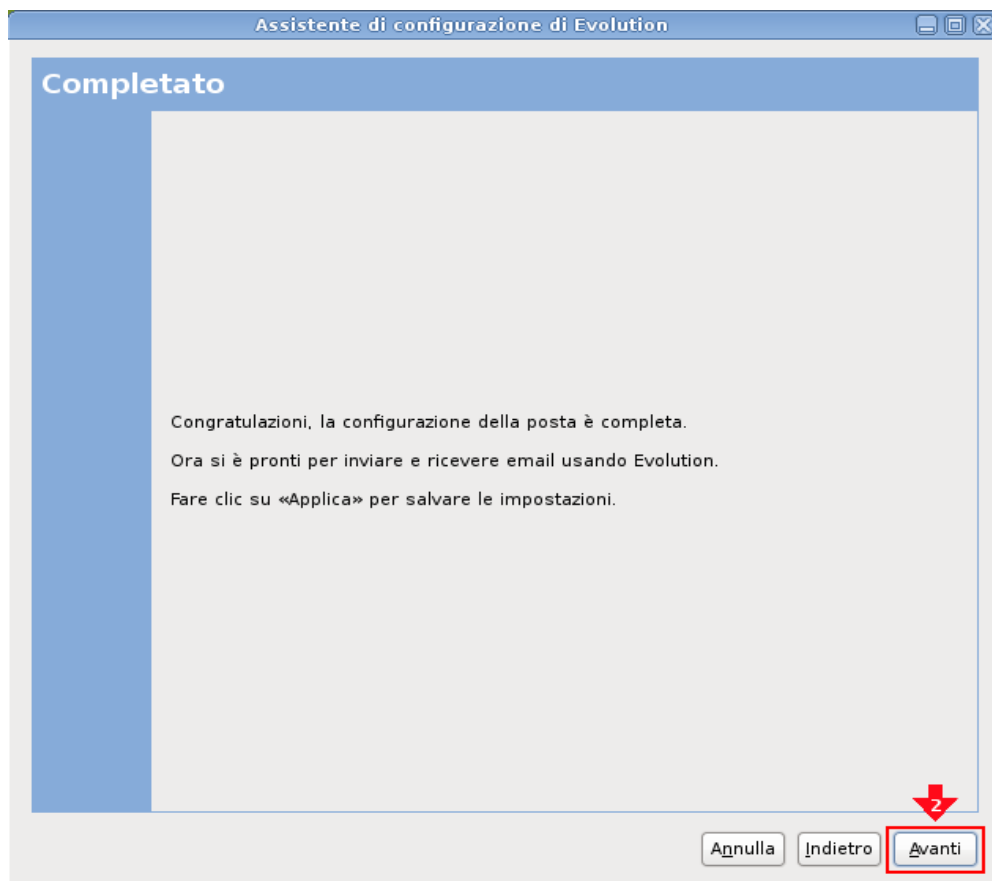 Assistente di configurazione di Evolution
Completato
Congratulazioni, la configurazione della posta è completa.
Ora si è pronti per inviare e ricevere email usando Evolution.
Fare clic su «Applica» per salvare le impostazioni.
2
Annulla Indietro Avanti